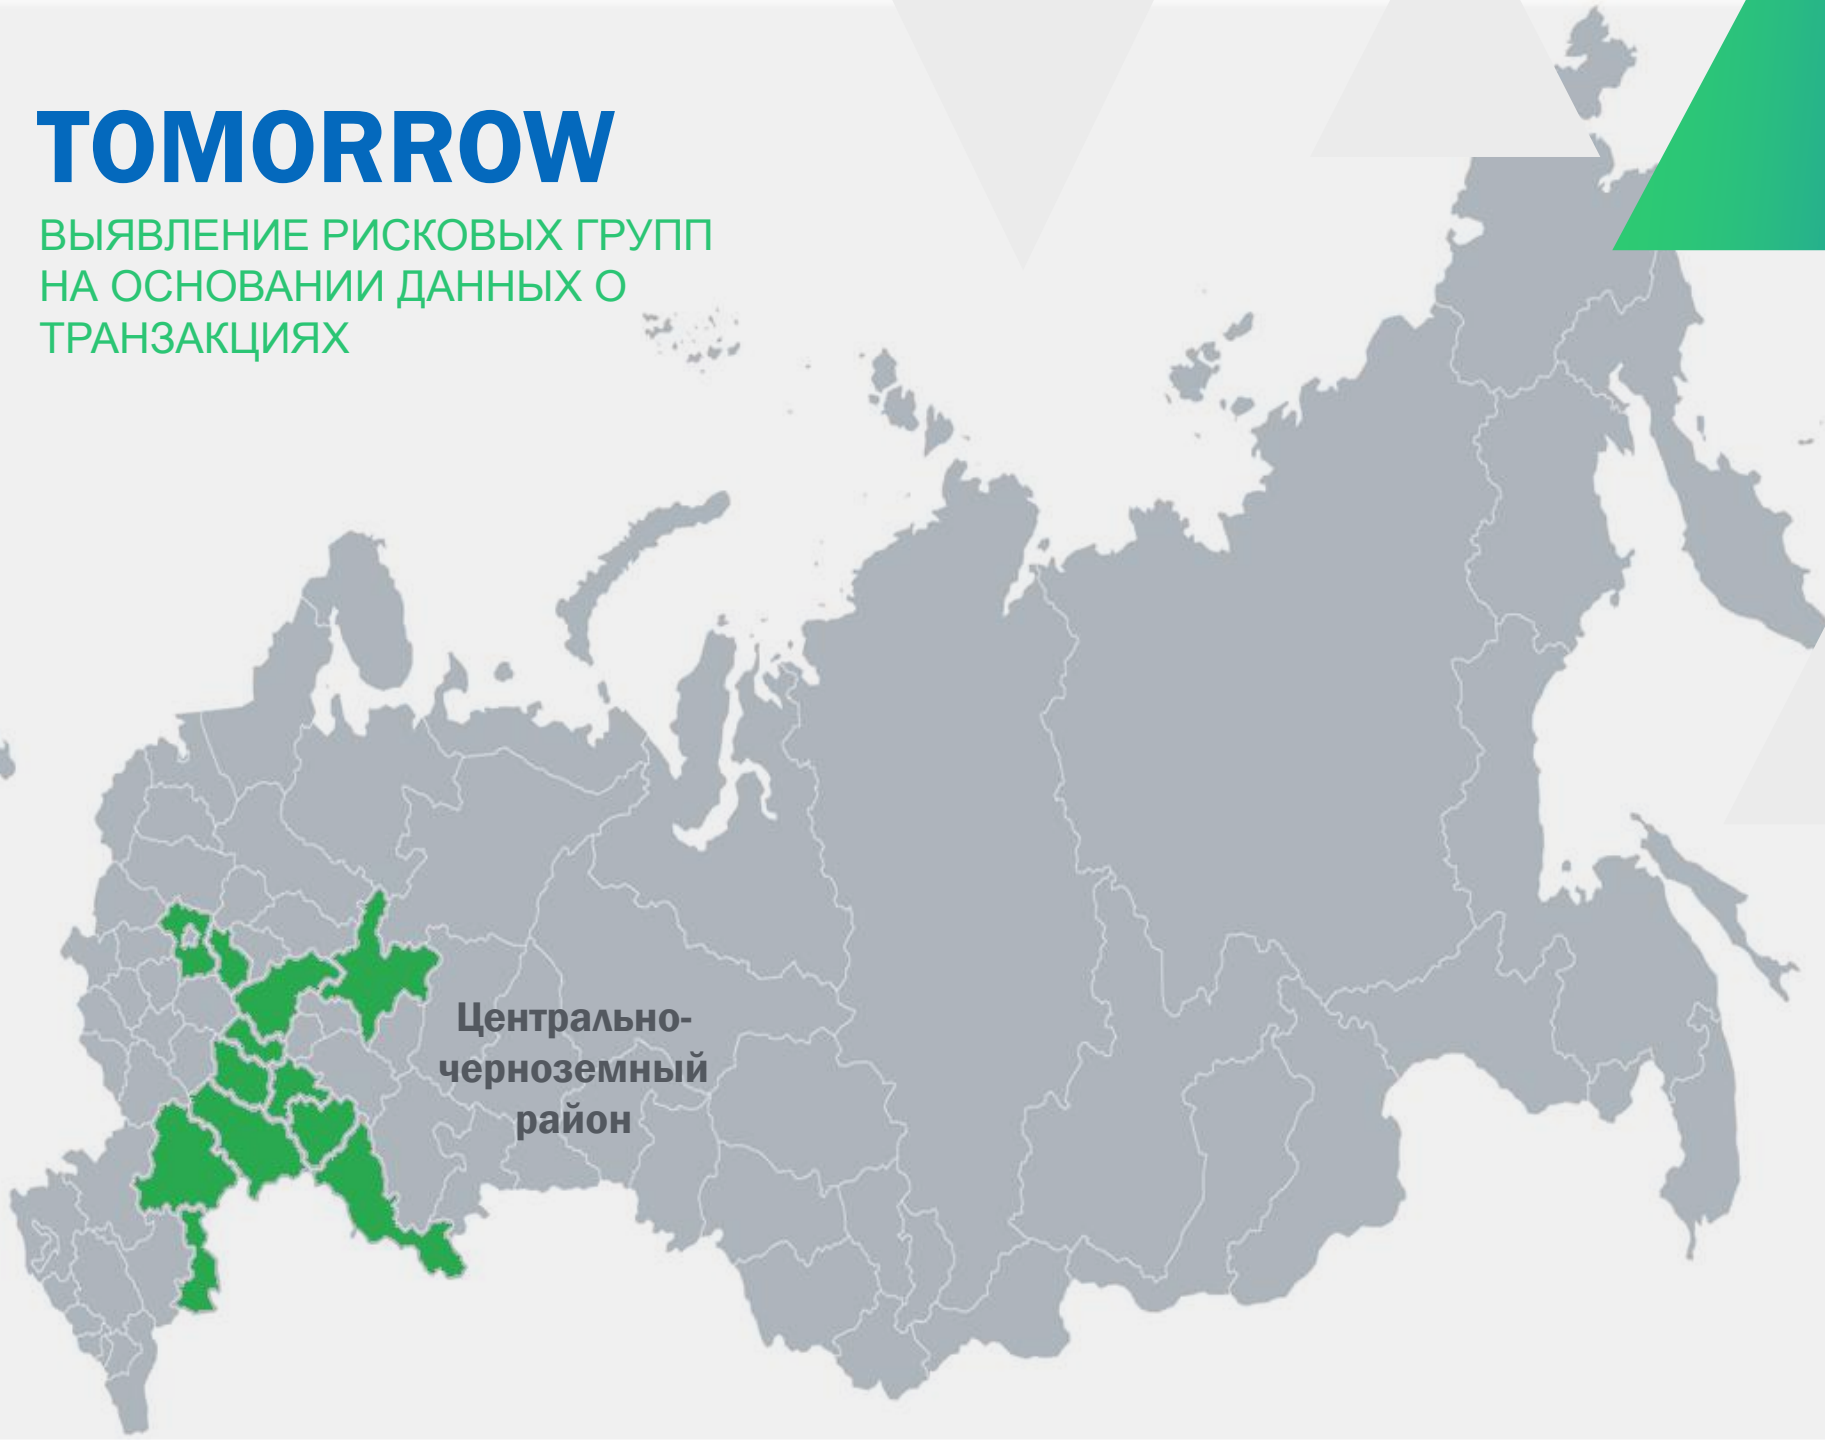 TOMORROW
ВЫЯВЛЕНИЕ РИСКОВЫХ ГРУПП
НА ОСНОВАНИИ ДАННЫХ О
ТРАНЗАКЦИЯХ
Центрально-
черноземный
район